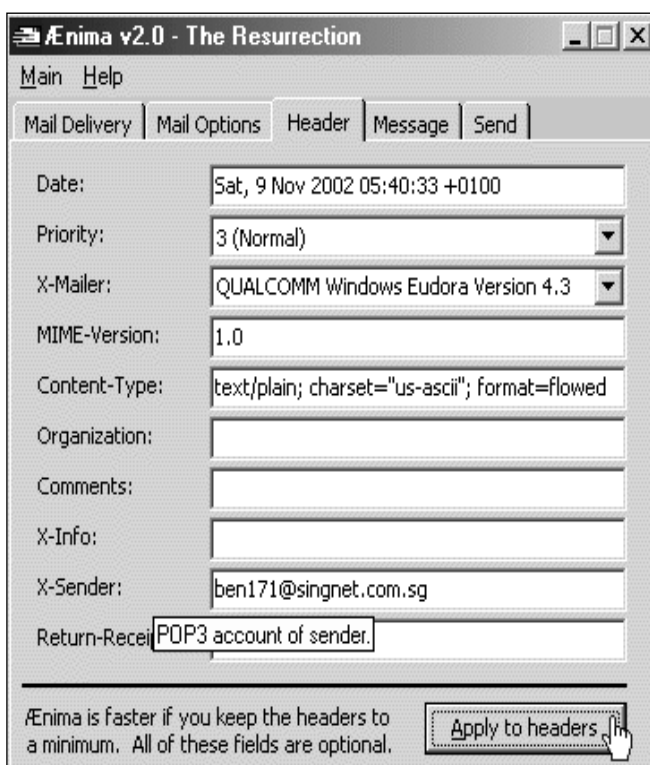 Ænima v2.0 - The Resurrection
Main Help
Mail Delivery Mail Options Header Message Send
Date: Sat, 9 Nov 2002 05:40:33 +0100
Priority: 3 (Normal)
X-Mailer: QUALCOMM Windows Eudora Version 4.3
MIME-Version: 1.0
Content-Type: text/plain; charset="us-ascii"; format=flowed
Organization:
Comments:
X-Info:
X-Sender: ben171@singnet.com.sg
Return-Recei POP3 account of sender.
Ænima is faster if you keep the headers to
a minimum. All of these fields are optional.
Apply to headers